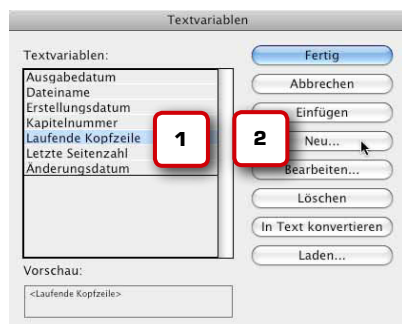 Textvariablen
Textvariablen:
Ausgabedatum
Dateiname
Erstellungsdatum
Kapitelnummer
Laufende Kopfzeile
Letzte Seitenzahl
Änderungsdatum
1
2
Fertig
Abbrechen
Einfügen
Neu...
Bearbeiten...
Löschen
In Text konvertieren
Laden...
Vorschau:
<Laufende Kopfzeile>